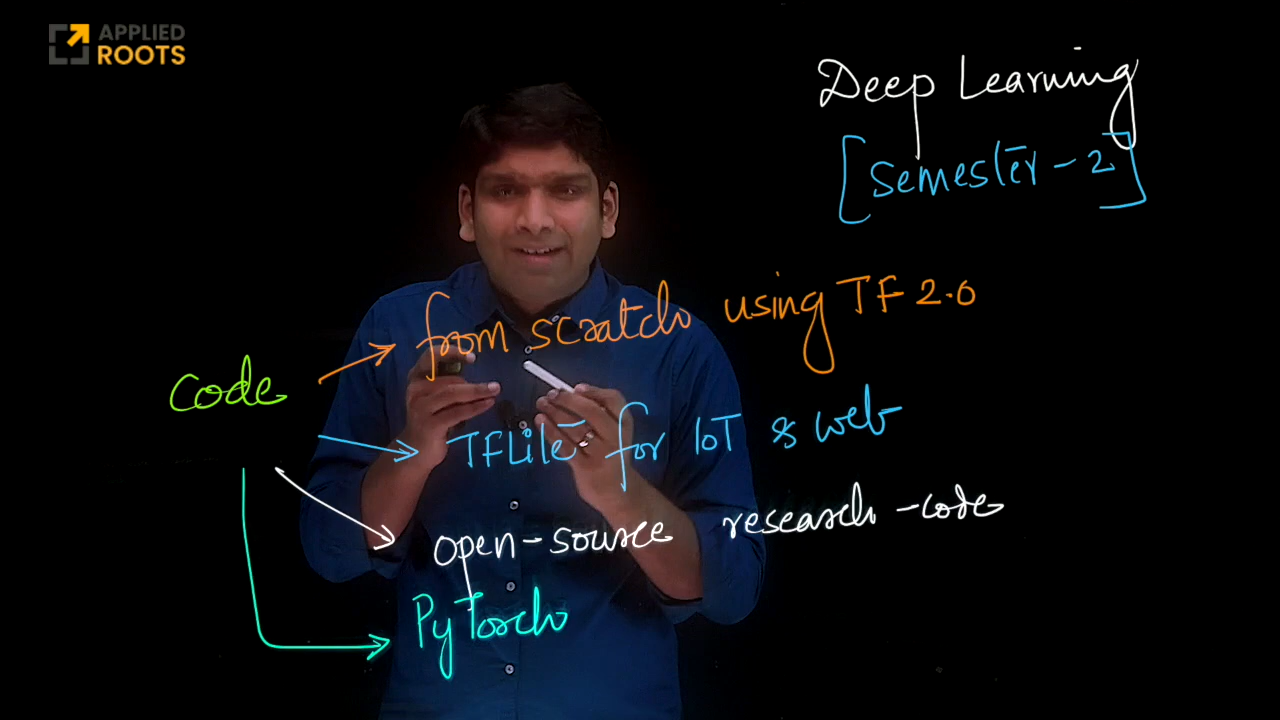 APPLIED
ROOTS
Deep Learning
[Semester-2]
from scratch using TF 2.0
code
TFLite for IoT & web
open-source research-code
PyTorch